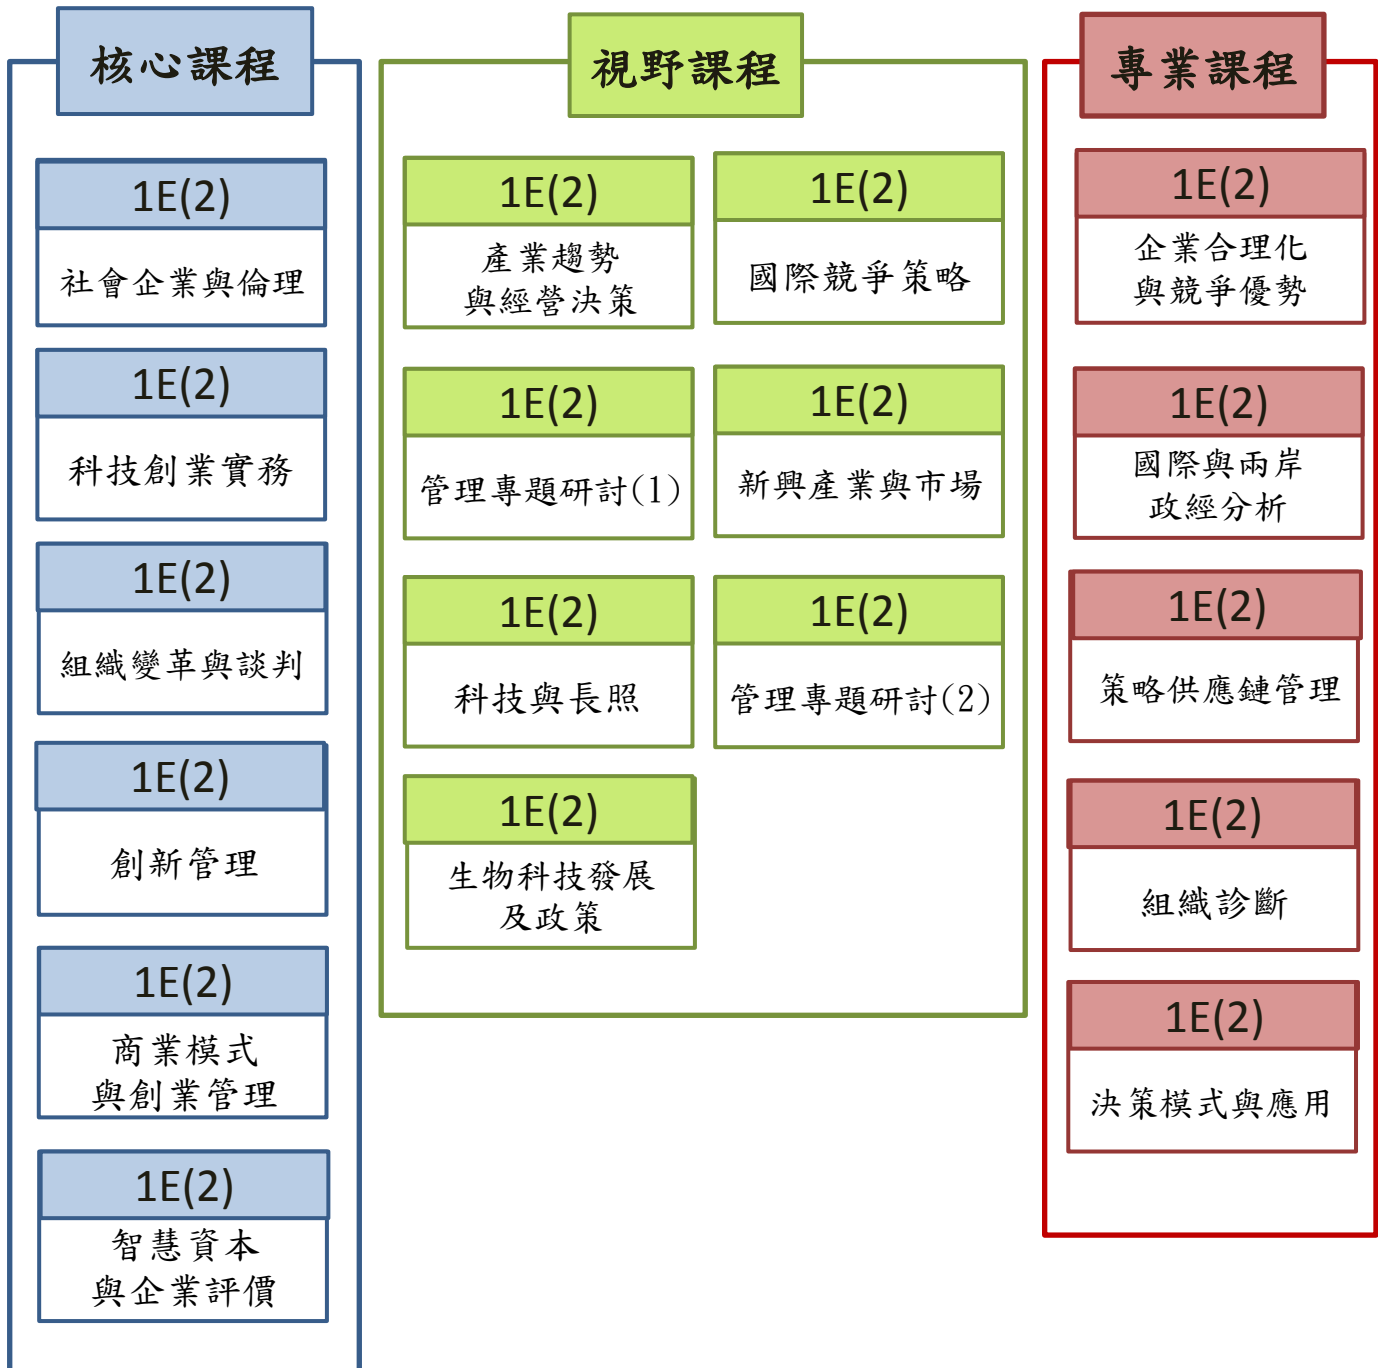 核心課程
1E(2)
社會企業與倫理
1E(2)
科技創業實務
1E(2)
組織變革與談判
1E(2)
創新管理
1E(2)
商業模式
與創業管理
1E(2)
智慧資本
與企業評價
視野課程
1E(2)
產業趨勢
與經營決策
1E(2)
國際競爭策略
1E(2)
管理專題研討(1)
1E(2)
新興產業與市場
1E(2)
科技與長照
1E(2)
管理專題研討(2)
1E(2)
生物科技發展
及政策
專業課程
1E(2)
企業合理化
與競爭優勢
1E(2)
國際與兩岸
政經分析
1E(2)
策略供應鏈管理
1E(2)
組織診斷
1E(2)
決策模式與應用